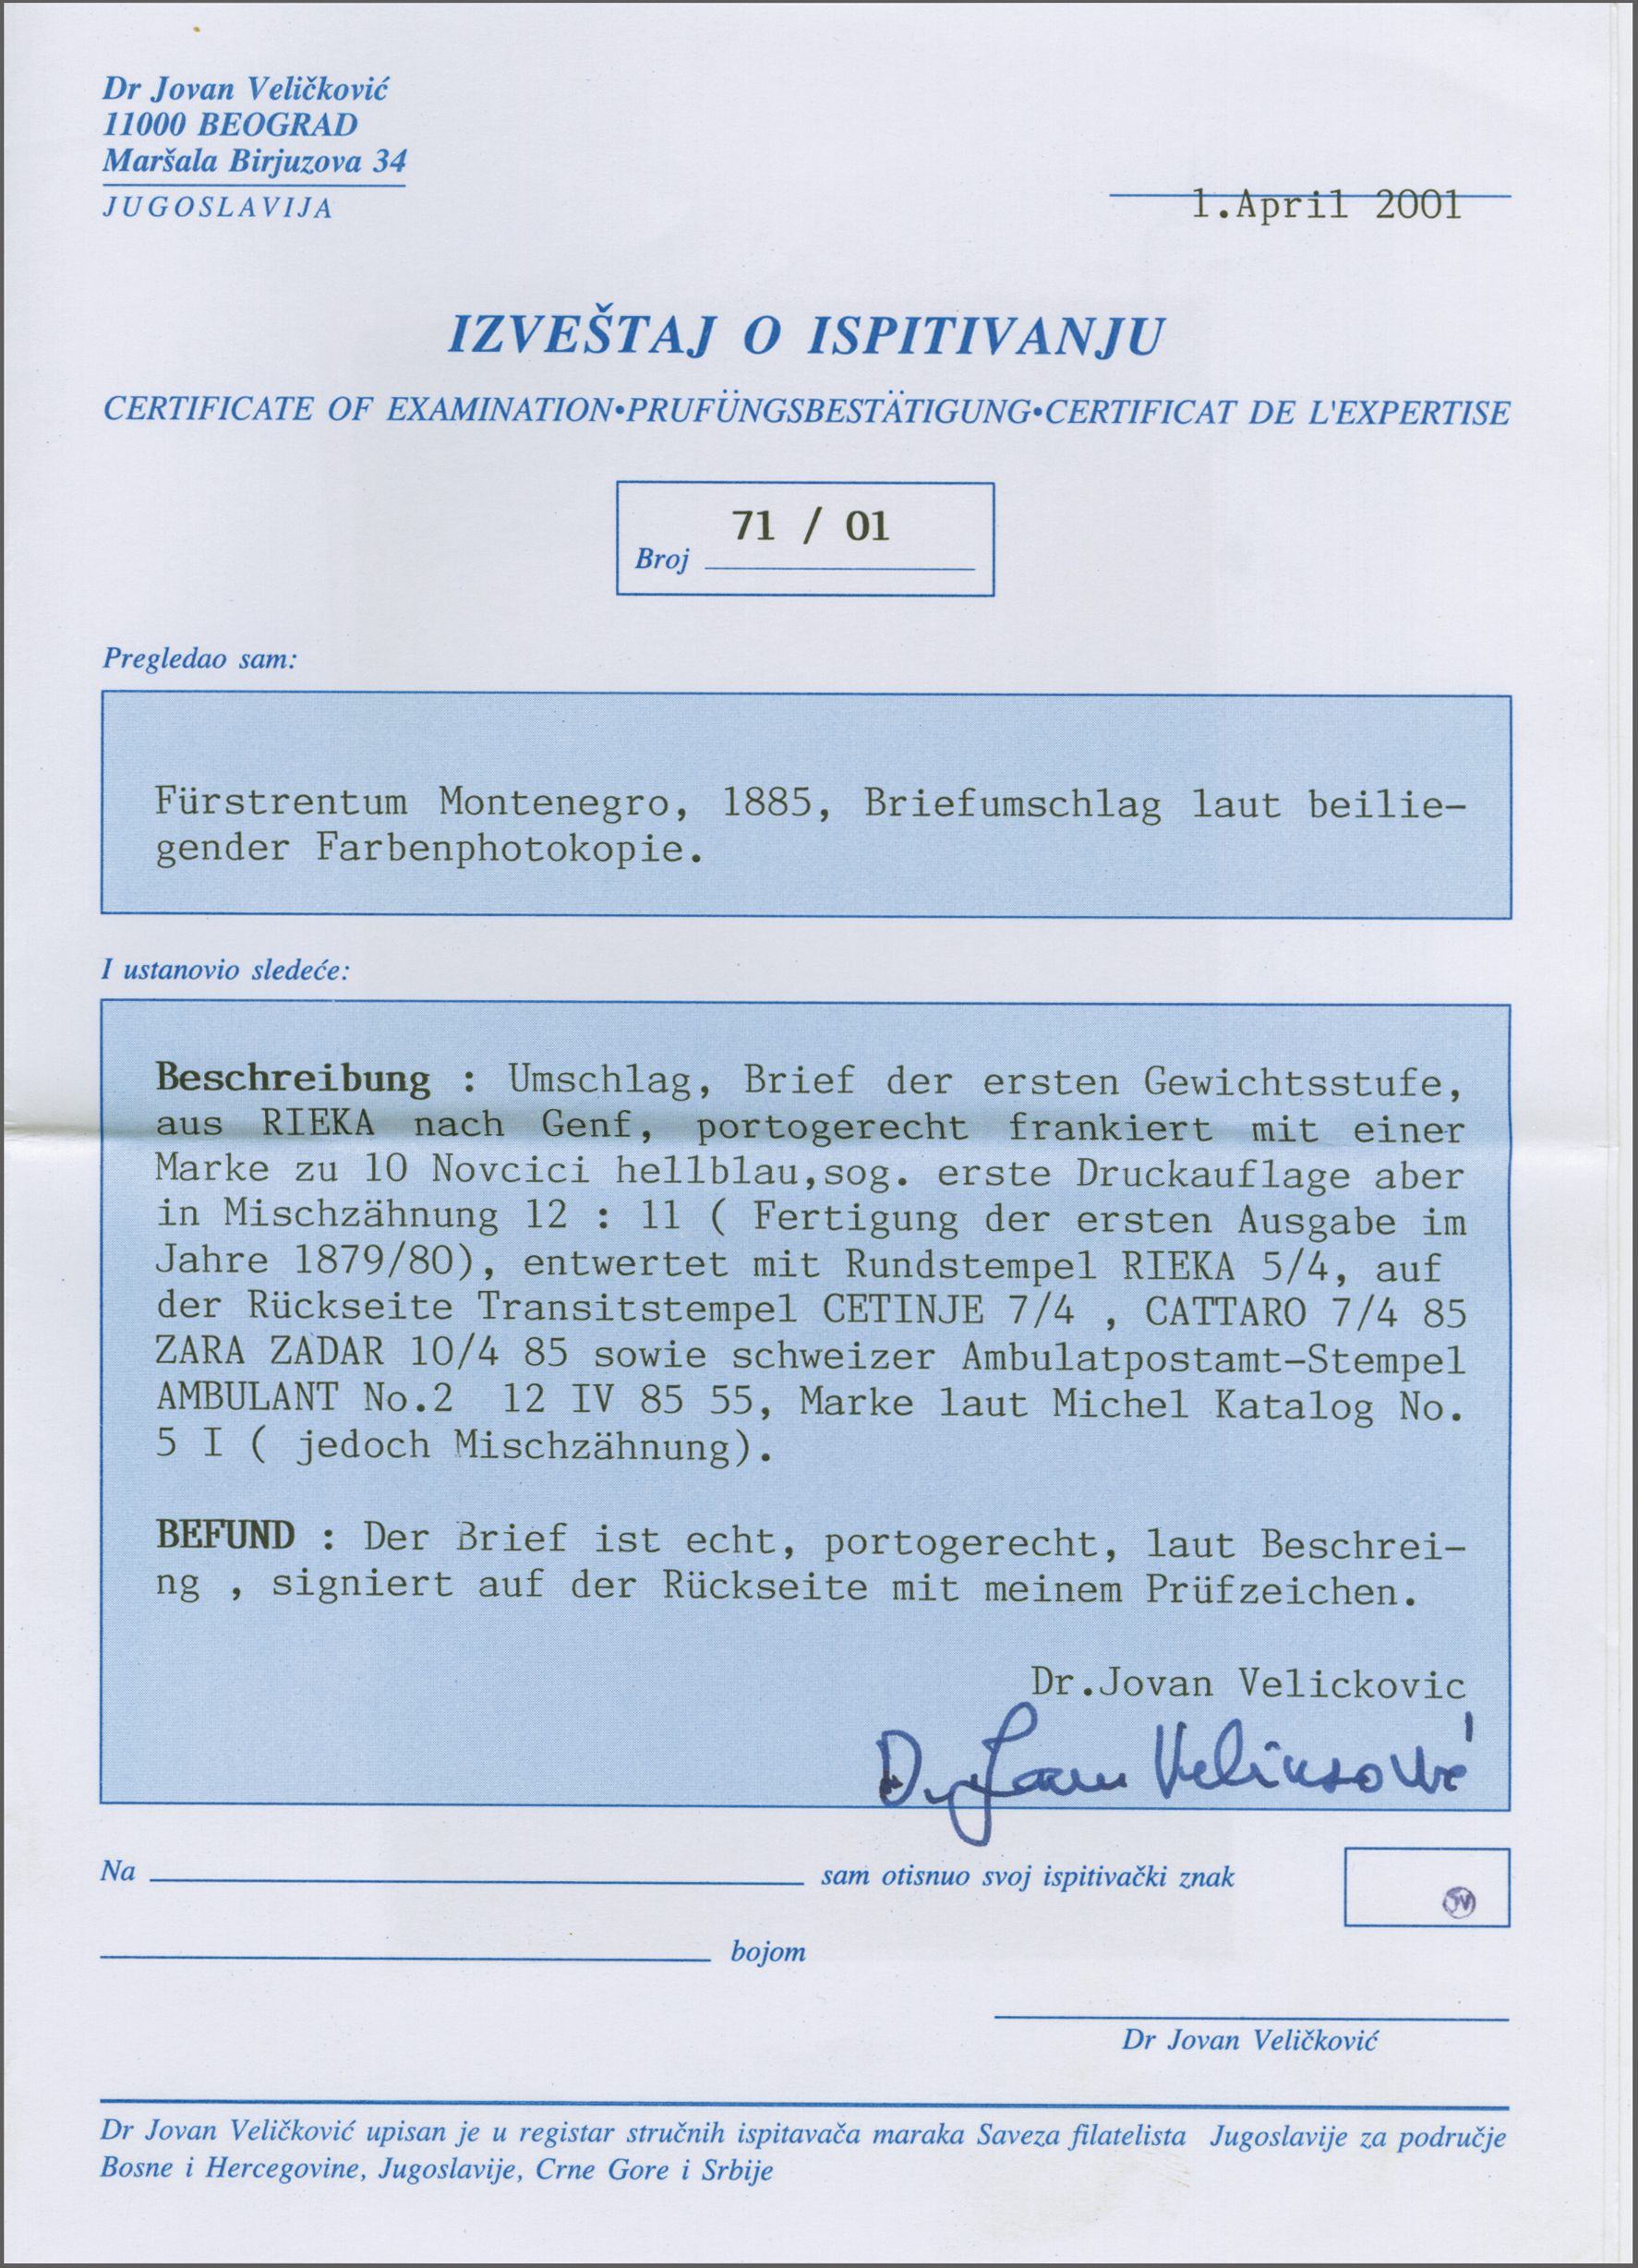 Dr Jovan Veličković
11000 BEOGRAD
Maršala Birjuzova 34
JUGOSLAVIJA
1.April 2001
IZVEŠTAJ O ISPITIVANJU
CERTIFICATE OF EXAMINATION•PRUFÜNGSBESTÄTIGUNG•CERTIFICAT DE L'EXPERTISE
71 / 01
Broj
Pregledao sam:
Fürstrentum Montenegro, 1885, Briefumschlag laut beilie-
gender Farbenphotokopie.
I ustanovio sledeće:
Beschreibung : Umschlag, Brief der ersten Gewichtsstufe,
aus RIEKA nach Genf, portogerecht frankiert mit einer
Marke zu 10 Novcici hellblau,sog. erste Druckauflage aber
in Mischzähnung 12 : 11 ( Fertigung der ersten Ausgabe im
Jahre 1879/80), entwertet mit Rundstempel RIEKA 5/4, auf
der Rückseite Transitstempel CETINJE 7/4 , CATTARO 7/4 85
ZARA ZADAR 10/4 85 sowie schweizer Ambulatpostamt-Stempel
AMBULANT No.2 12 IV 85 55, Marke laut Michel Katalog No.
5 I ( jedoch Mischzähnung).
BEFUND : Der Brief ist echt, portogerecht, laut Beschrei-
ng , signiert auf der Rückseite mit meinem Prüfzeichen.
Dr.Jovan Velickovic
Dr Jovan Veličković
Na sam otisnuo svoj ispitivački znak
JV
bojom
Dr Jovan Veličković
Dr Jovan Veličković upisan je u registar stručnih ispitavača maraka Saveza filatelista Jugoslavije za područje
Bosne i Hercegovine, Jugoslavije, Crne Gore i Srbije